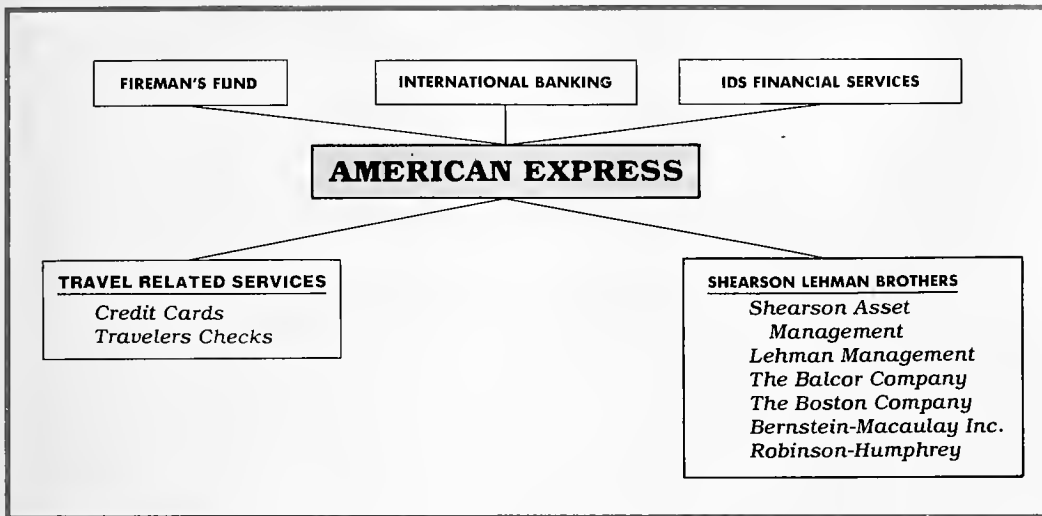 FIREMAN'S FUND
INTERNATIONAL BANKING
IDS FINANCIAL SERVICES
AMERICAN EXPRESS
TRAVEL RELATED SERVICES
Credit Cards
Travelers Checks
SHEARSON LEHMAN BROTHERS
Shearson Asset
Management
Lehman Management
The Balcor Company
The Boston Company
Bernstein-Macaulay Inc.
Robinson-Humphrey